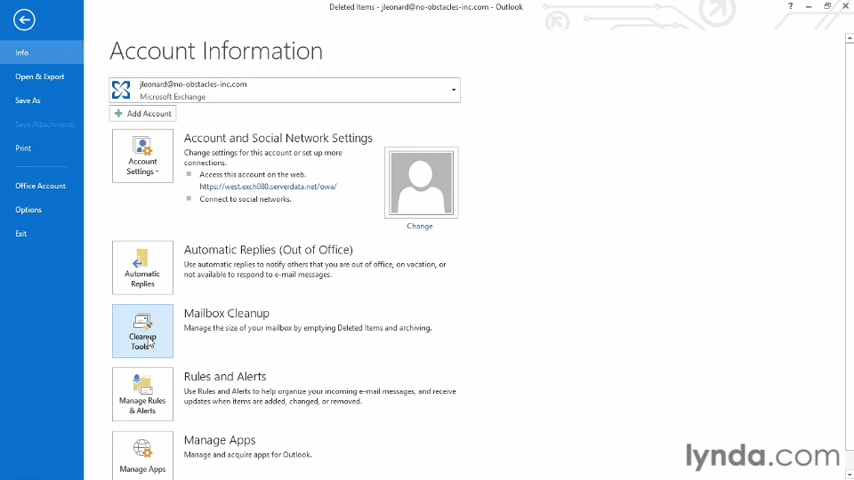 Deleted Items - jleonard@no-obstacles-inc.com - Outlook
?
Account Information
Info
Open & Export
Save As
Save Attachments
Print
Office Account
Options
Exit
jleonard@no-obstacles-inc.com
Microsoft Exchange
Add Account
Account
Settings
Account and Social Network Settings
Change settings for this account or set up more
connections.
Access this account on the web.
https://west.exch080.serverdata.net/owa/
Connect to social networks.
Change
Automatic
Replies
Automatic Replies (Out of Office)
Use automatic replies to notify others that you are out of office, on vacation, or
not available to respond to e-mail messages.
Cleanup
Tools
Mailbox Cleanup
Manage the size of your mailbox by emptying Deleted Items and archiving.
Manage Rules
& Alerts
Rules and Alerts
Use Rules and Alerts to help organize your incoming e-mail messages, and receive
updates when items are added, changed, or removed.
Manage Apps
Manage Apps
Manage and acquire apps for Outlook.
lynda.com